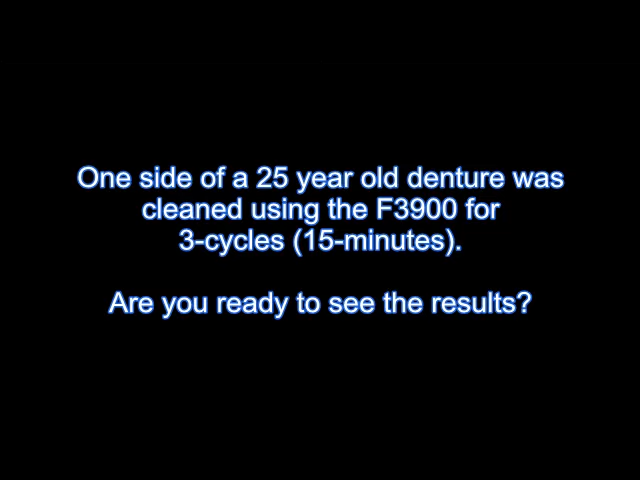 One side of a 25 year old denture was
cleaned using the F3900 for
3-cycles (15-minutes).
Are you ready to see the results?